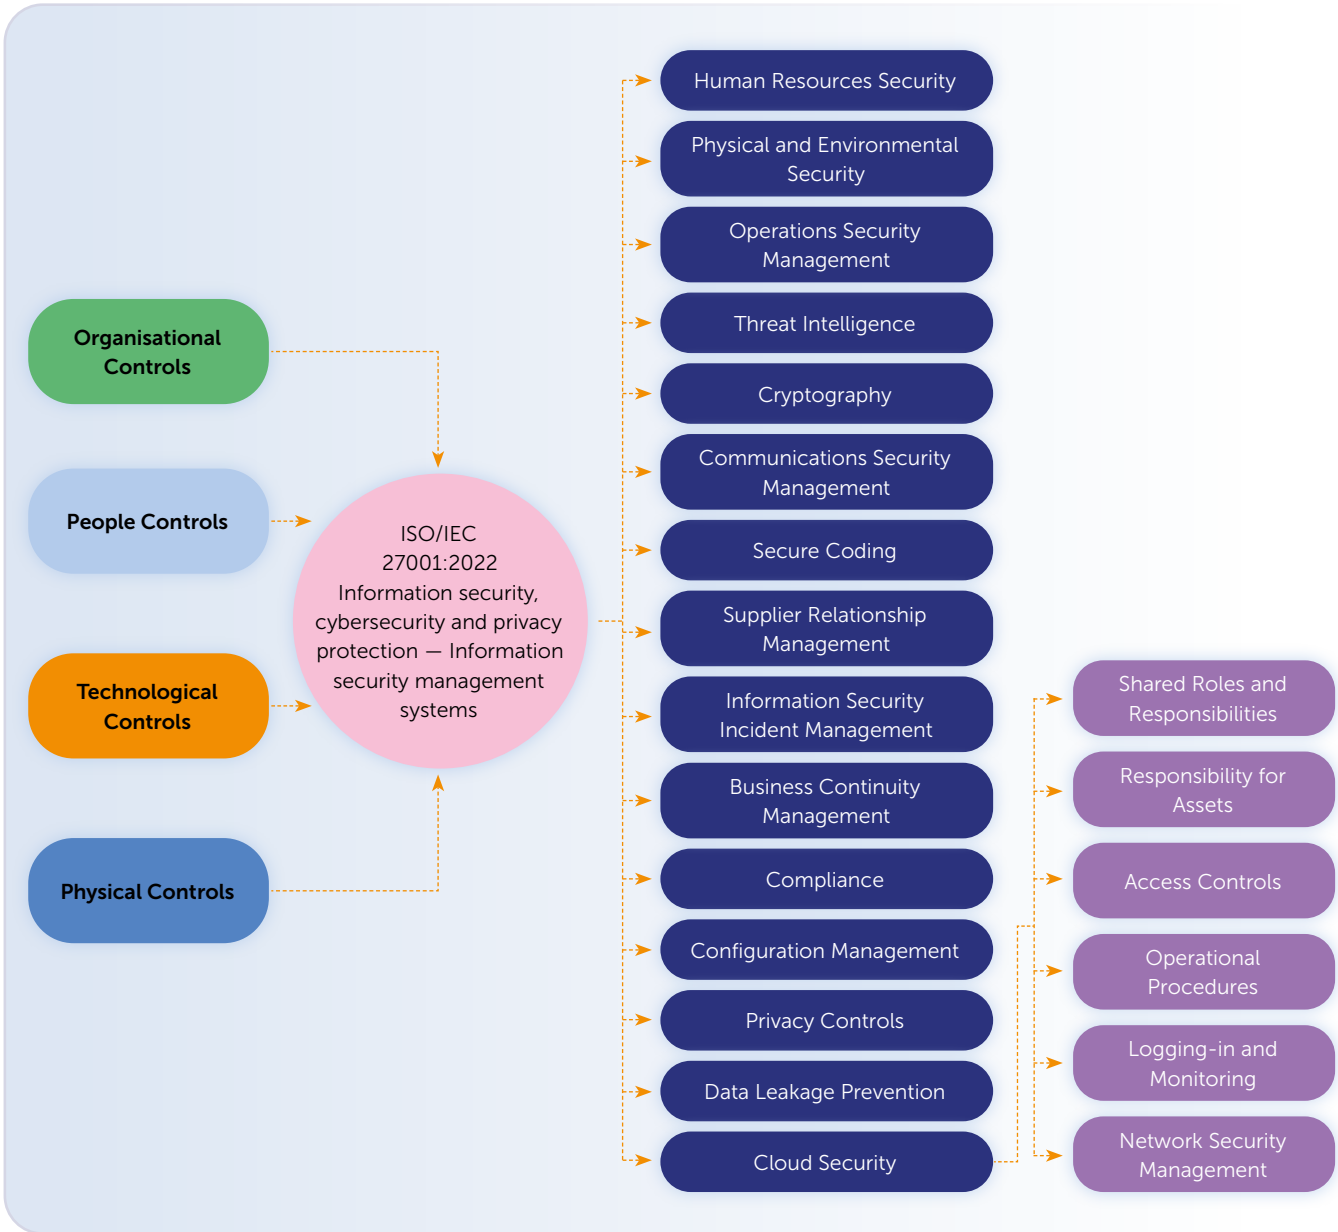 Organisational
Controls
People Controls
Technological
Controls
Physical Controls
ISO/IEC
27001:2022
Information security,
cybersecurity and privacy
protection — Information
security management
systems
Human Resources Security
Physical and Environmental
Security
Operations Security
Management
Threat Intelligence
Cryptography
Communications Security
Management
Secure Coding
Supplier Relationship
Management
Information Security
Incident Management
Business Continuity
Management
Compliance
Configuration Management
Privacy Controls
Data Leakage Prevention
Cloud Security
Shared Roles and
Responsibilities
Responsibility for
Assets
Access Controls
Operational
Procedures
Logging-in and
Monitoring
Network Security
Management